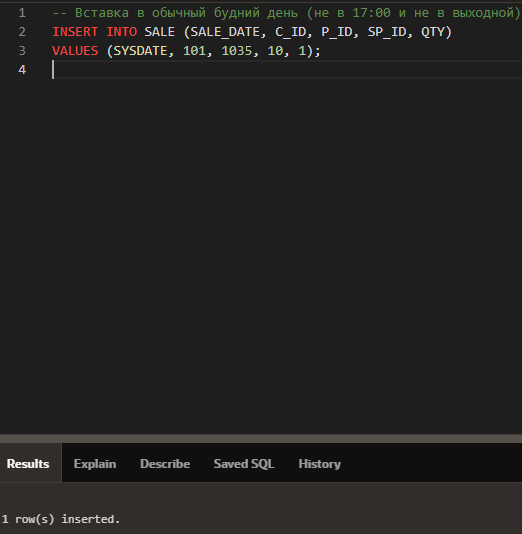 1 -- Вставка в обычный будний день (не в 17:00 и не в выходной)
2 INSERT INTO SALE (SALE_DATE, C_ID, P_ID, SP_ID, QTY)
3 VALUES (SYSDATE, 101, 1035, 10, 1);
4
Results Explain Describe Saved SQL History
1 row(s) inserted.